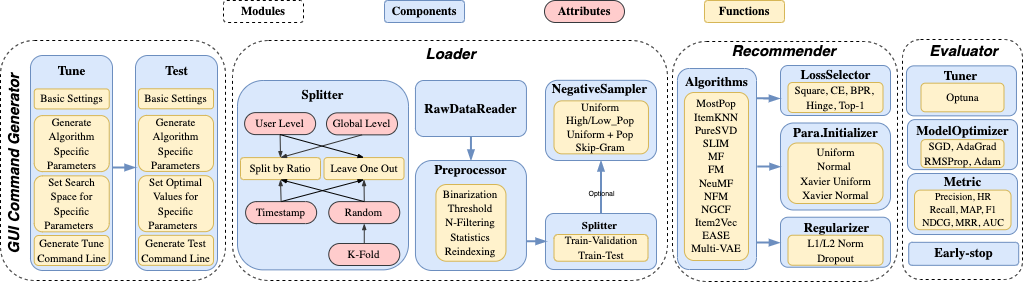 Modules
Components
Attributes
Functions
GUI Command Generator
Tune
Basic Settings
Generate
Algorithm
Specific
Parameters
Set Search
Space for
Specific
Parameters
Generate Tune
Command Line
Test
Basic Settings
Generate
Algorithm
Specific
Parameters
Set Optimal
Values for
Specific
Parameters
Generate Test
Command Line
Loader
Splitter
User Level
Global Level
Split by Ratio
Leave One Out
Timestamp
Random
K-Fold
RawDataReader
Preprocessor
Binarization
Threshold
N-Filtering
Statistics
Reindexing
NegativeSampler
Uniform
High/Low_Pop
Uniform + Pop
Skip-Gram
Optional
Splitter
Train-Validation
Train-Test
Recommender
Algorithms
MostPop
ItemKNN
PureSVD
SLIM
MF
FM
NeuMF
NFM
NGCF
Item2Vec
EASE
Multi-VAE
LossSelector
Square, CE, BPR,
Hinge, Top-1
Para.Initializer
Uniform
Normal
Xavier Uniform
Xavier Normal
Regularizer
L1/L2 Norm
Dropout
Evaluator
Tuner
Optuna
ModelOptimizer
SGD, AdaGrad
RMSProp, Adam
Metric
Precision, HR
Recall, MAP, F1
NDCG, MRR, AUC
Early-stop